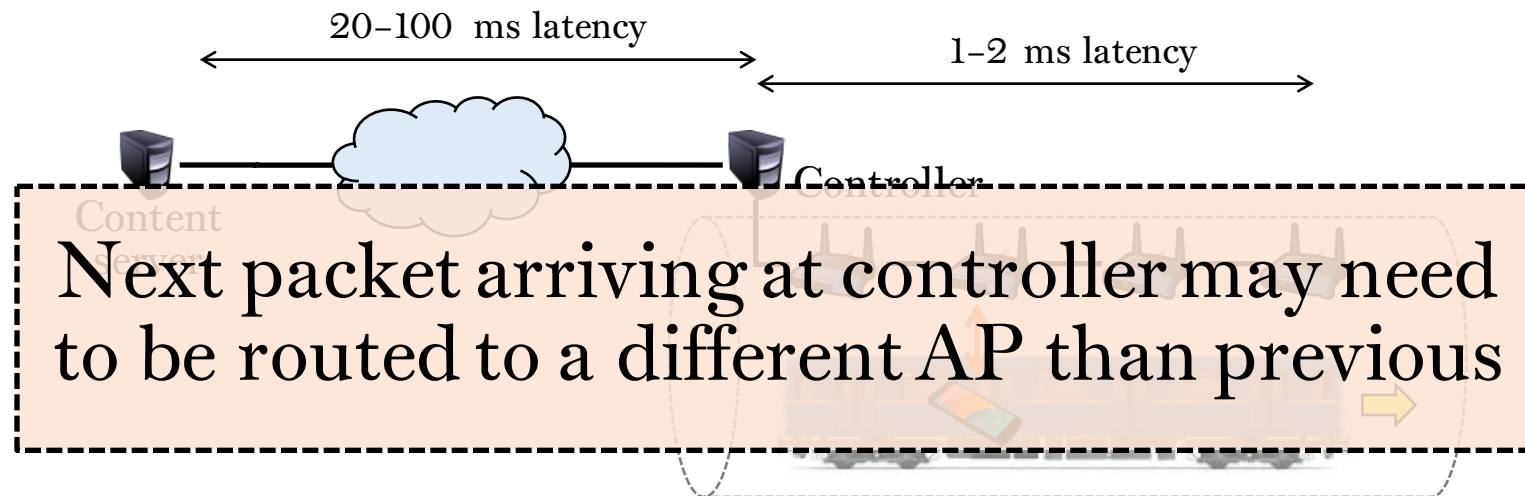 20–100 ms latency
1–2 ms latency
Controller
Content
server
Next packet arriving at controller may need
to be routed to a different AP than previous